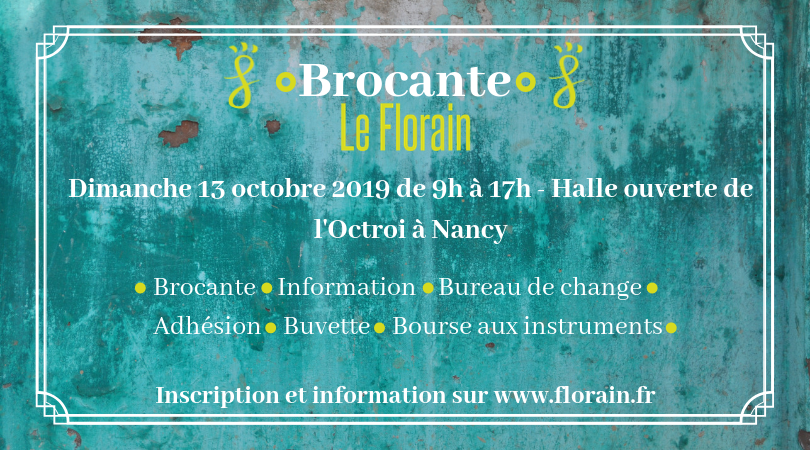 Brocante
Le Florain
Dimanche 13 octobre 2019 de 9h à 17h - Halle ouverte de
l'Octroi à Nancy
• Brocante • Information • Bureau de change •
Adhésion • Buvette • Bourse aux instruments •
Inscription et information sur www.florain.fr